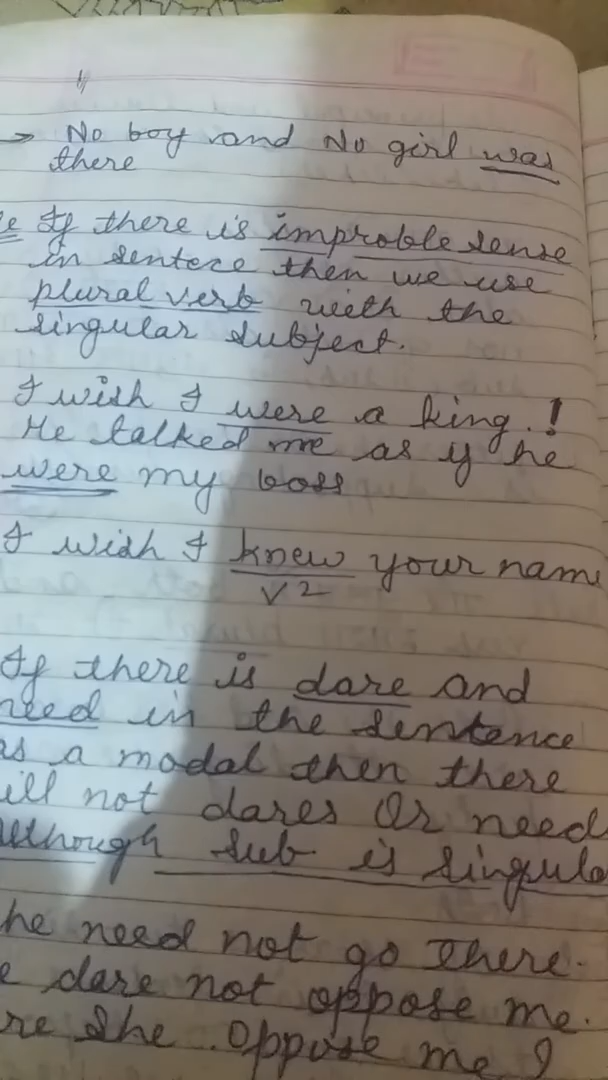 → No boy and No girl was
there
If there is improble sense
in sentece then we use
plural verb with the
singular subject.
I wish I were a king.!
He talked me as if he
were my boss
I wish I knew your name
V2
If there is dare and
need in the sentence
as a modal then there
ill not dares or need
although sub is singula
he need not go there.
e dare not oppose me.
re she oppose me ?